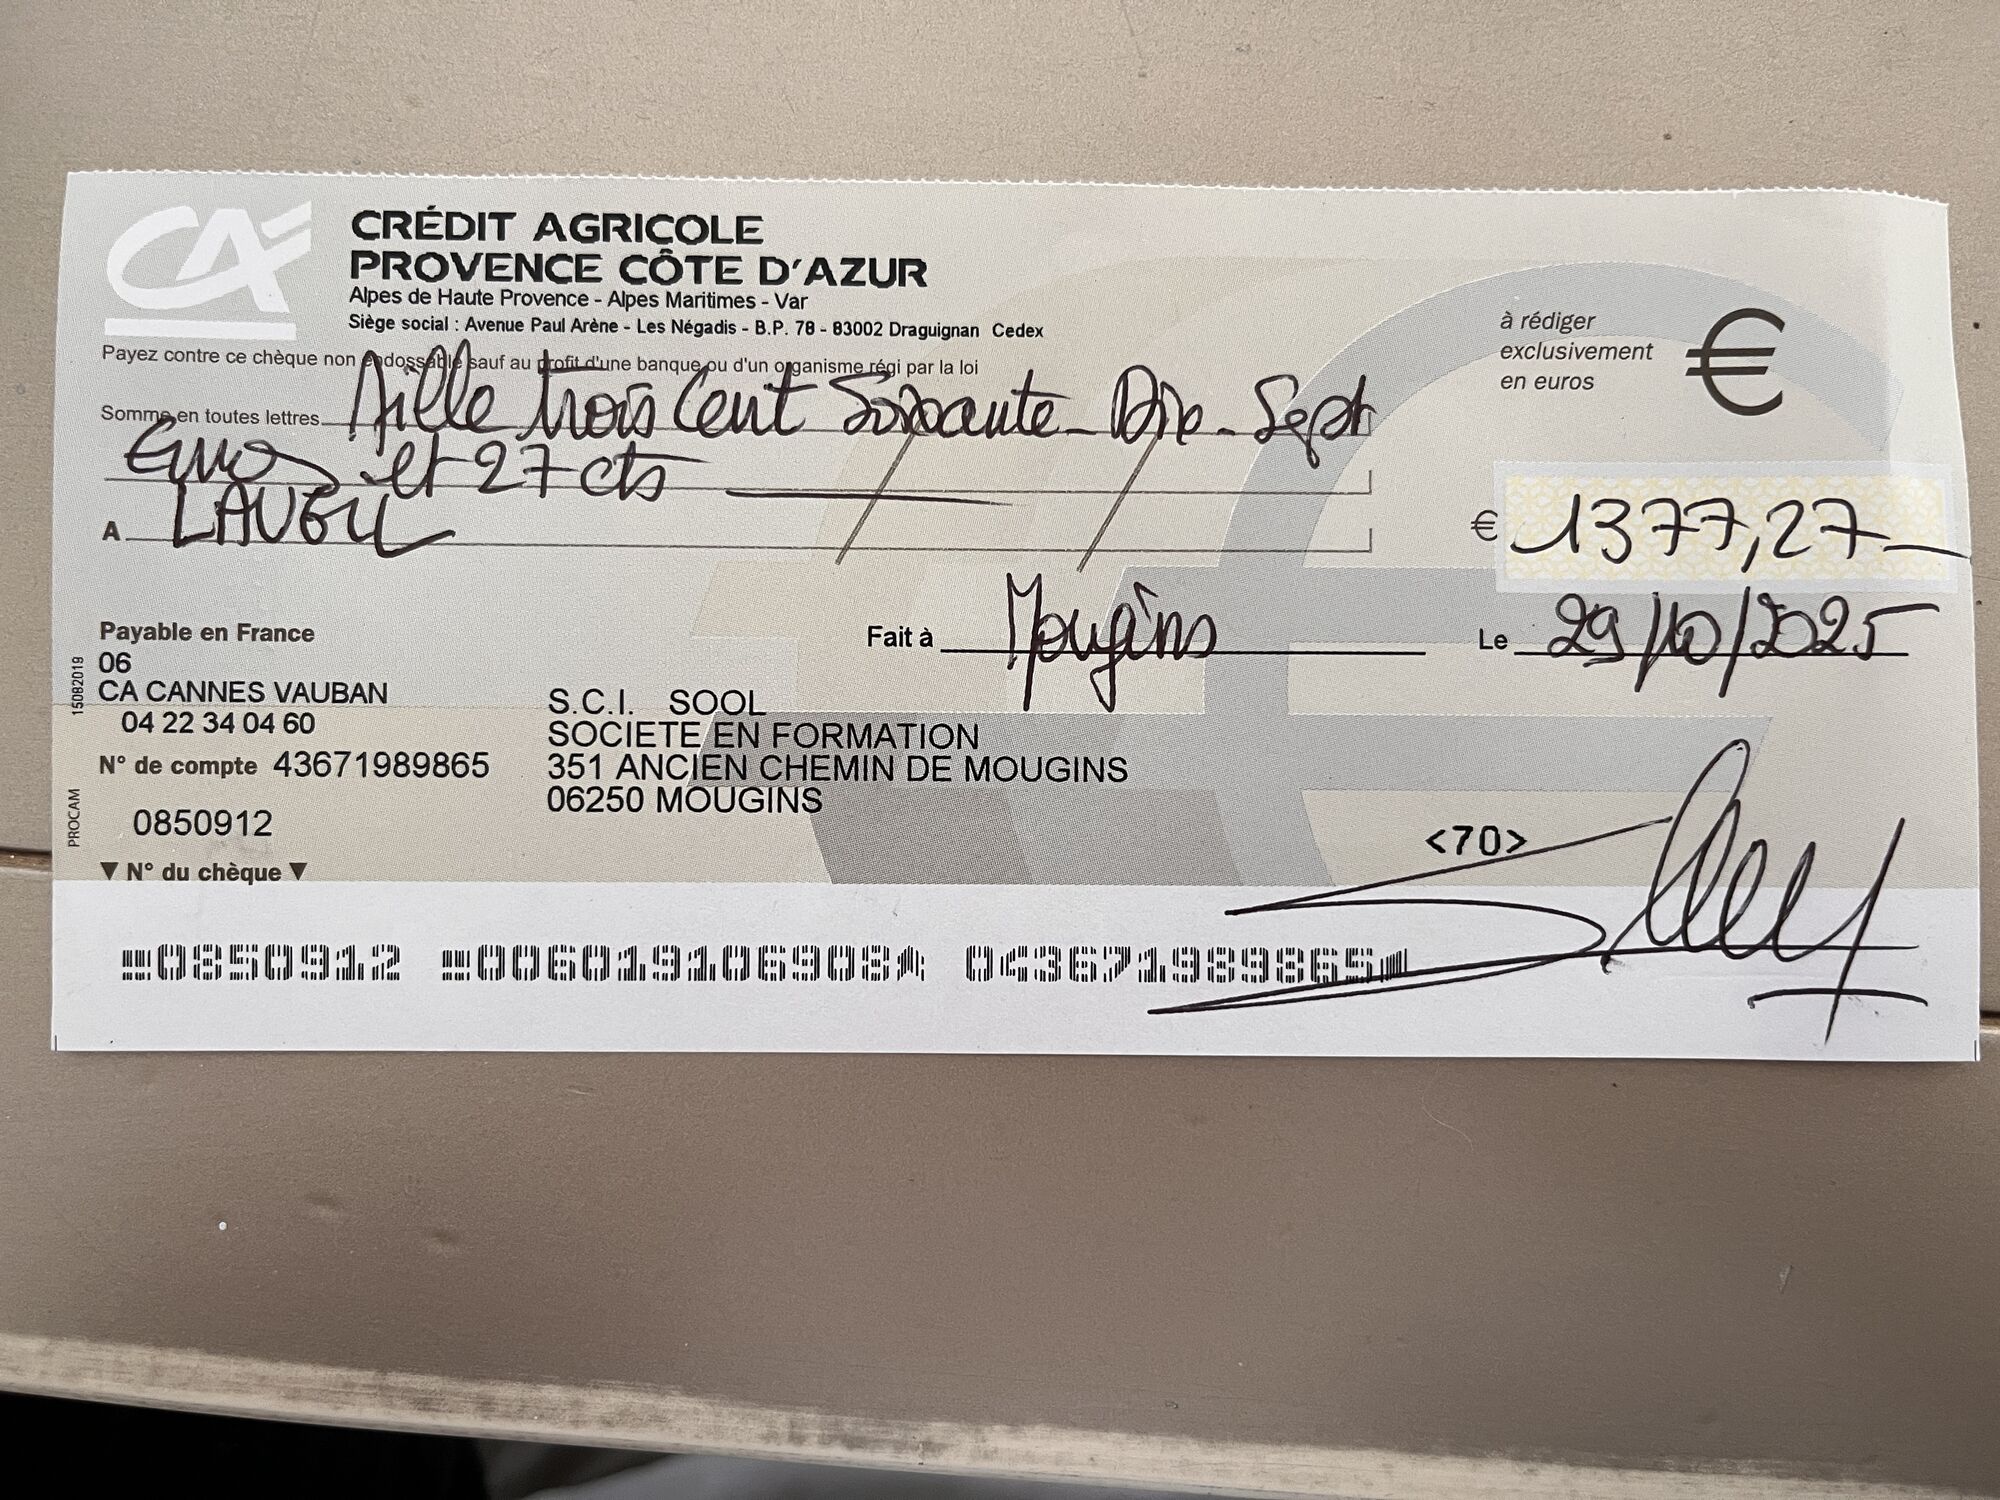 CA
CRÉDIT AGRICOLE
PROVENCE CÔTE D'AZUR
Alpes de Haute Provence - Alpes Maritimes - Var
Siège social : Avenue Paul Arène - Les Négadis - B.P. 78 - 83002 Draguignan Cedex
à rédiger
exclusivement
en euros
€
Payez contre ce chèque non endossable sauf au profit d'une banque ou d'un organisme régi par la loi
Somme en toutes lettres Mille trois Cent Soixante-Dix-Sept
Euros et 27 cts
A
€ 1377,27
Fait à Mougins
Le 29/10/2025
Payable en France
06
CA CANNES VAUBAN
04 22 34 04 60
N° de compte 43671989865
0850912
▼ N° du chèque ▼
15082019
PROCAM
S.C.I. SOOL
SOCIETE EN FORMATION
351 ANCIEN CHEMIN DE MOUGINS
06250 MOUGINS
<70>
0850912 006019106908 043671989865